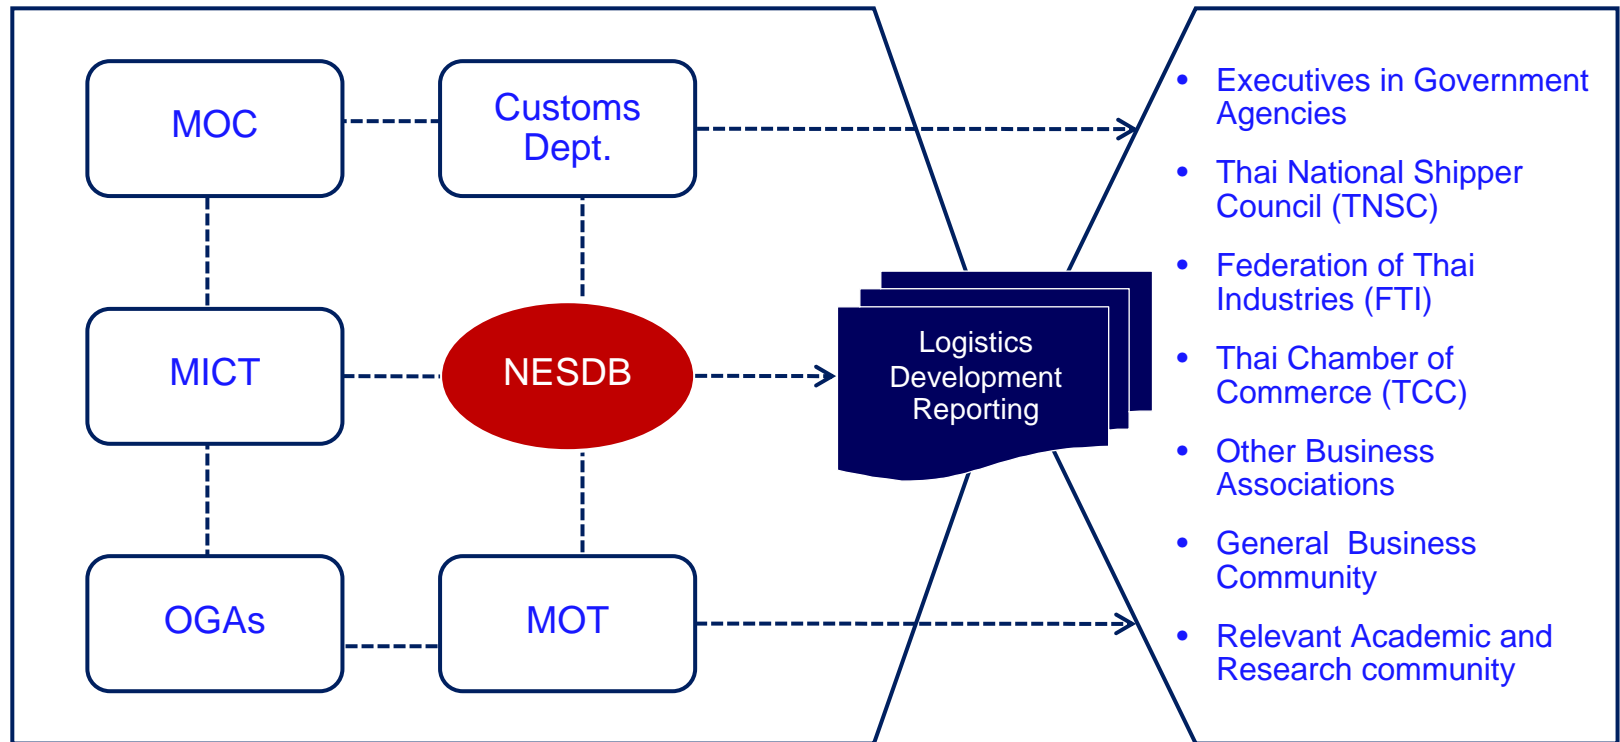 MOC
Customs
Dept.
MICT
NESDB
OGAs
MOT
Logistics
Development
Reporting
• Executives in Government
Agencies
• Thai National Shipper
Council (TNSC)
• Federation of Thai
Industries (FTI)
• Thai Chamber of
Commerce (TCC)
• Other Business
Associations
• General  Business
Community
• Relevant Academic and
Research community